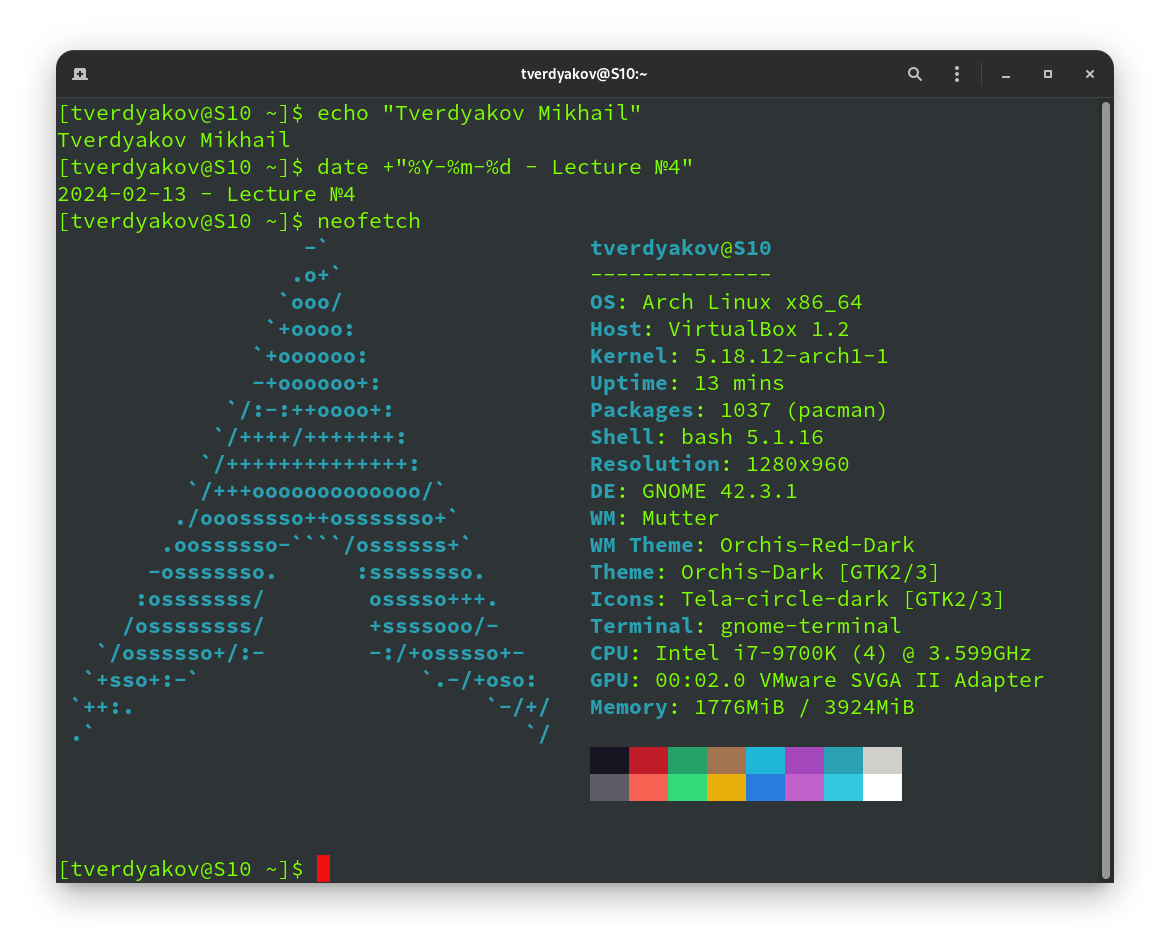 tverdyakov@S10:~
[tverdyakov@S10 ~]$ echo "Tverdyakov Mikhail"
Tverdyakov Mikhail
[tverdyakov@S10 ~]$ date +"%Y-%m-%d - Lecture №4"
2024-02-13 - Lecture №4
[tverdyakov@S10 ~]$ neofetch
                   -`                    tverdyakov@S10
                  .o+`                   --------------
                 `ooo/                   OS: Arch Linux x86_64
                `+oooo:                  Host: VirtualBox 1.2
               `+oooooo:                 Kernel: 5.18.12-arch1-1
               -+oooooo+:                Uptime: 13 mins
             `/:-:++oooo+:               Packages: 1037 (pacman)
            `/++++/+++++++:              Shell: bash 5.1.16
           `/++++++++++++++:             Resolution: 1280x960
          `/+++ooooooooooooo/`           DE: GNOME 42.3.1
         ./ooosssso++osssssso+`          WM: Mutter
        .oossssso-````/ossssss+`         WM Theme: Orchis-Red-Dark
       -osssssso.      :ssssssso.        Theme: Orchis-Dark [GTK2/3]
      :osssssss/        osssso+++.       Icons: Tela-circle-dark [GTK2/3]
     /ossssssss/        +ssssooo/-       Terminal: gnome-terminal
   `/ossssso+/:-        -:/+osssso+-     CPU: Intel i7-9700K (4) @ 3.599GHz
  `+sso+:-`                 `.-/+oso:    GPU: 00:02.0 VMware SVGA II Adapter
 `++:.                           `-/+/   Memory: 1776MiB / 3924MiB
 .`                                 `/
[tverdyakov@S10 ~]$